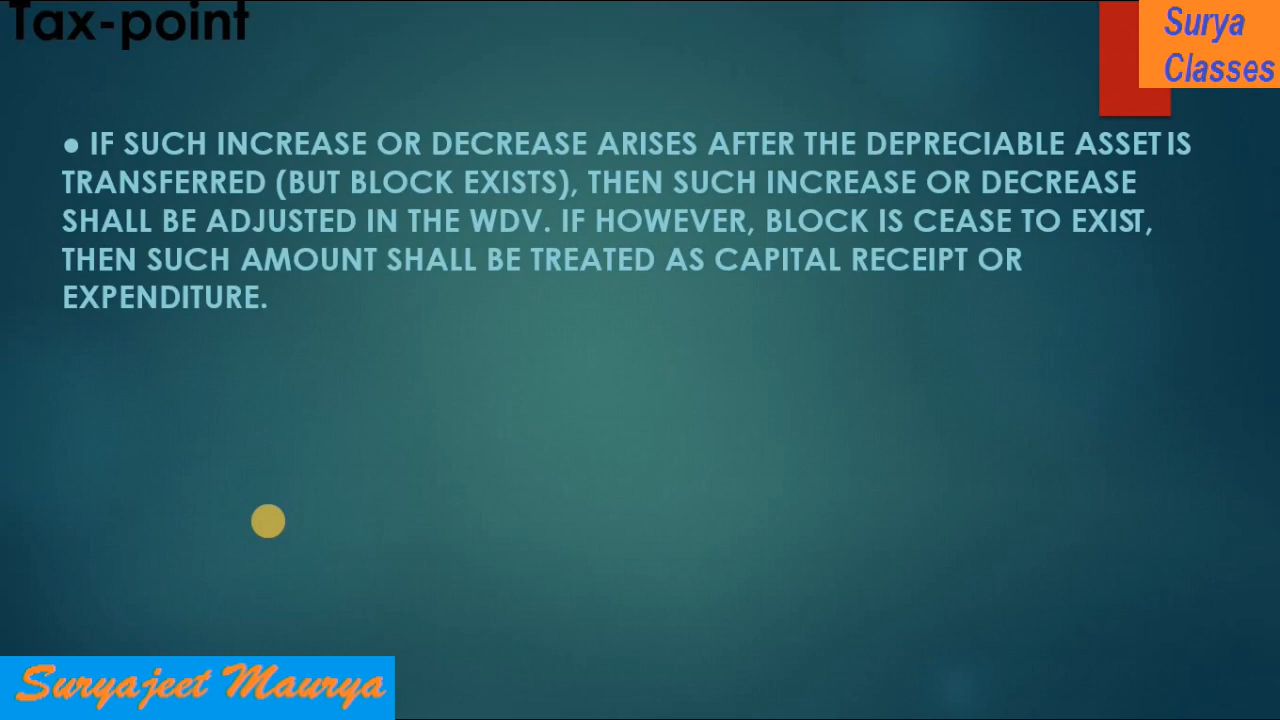 Tax-point
Surya
Classes
● IF SUCH INCREASE OR DECREASE ARISES AFTER THE DEPRECIABLE ASSET IS
TRANSFERRED (BUT BLOCK EXISTS), THEN SUCH INCREASE OR DECREASE
SHALL BE ADJUSTED IN THE WDV. IF HOWEVER, BLOCK IS CEASE TO EXIST,
THEN SUCH AMOUNT SHALL BE TREATED AS CAPITAL RECEIPT OR
EXPENDITURE.
Suryajeet Maurya